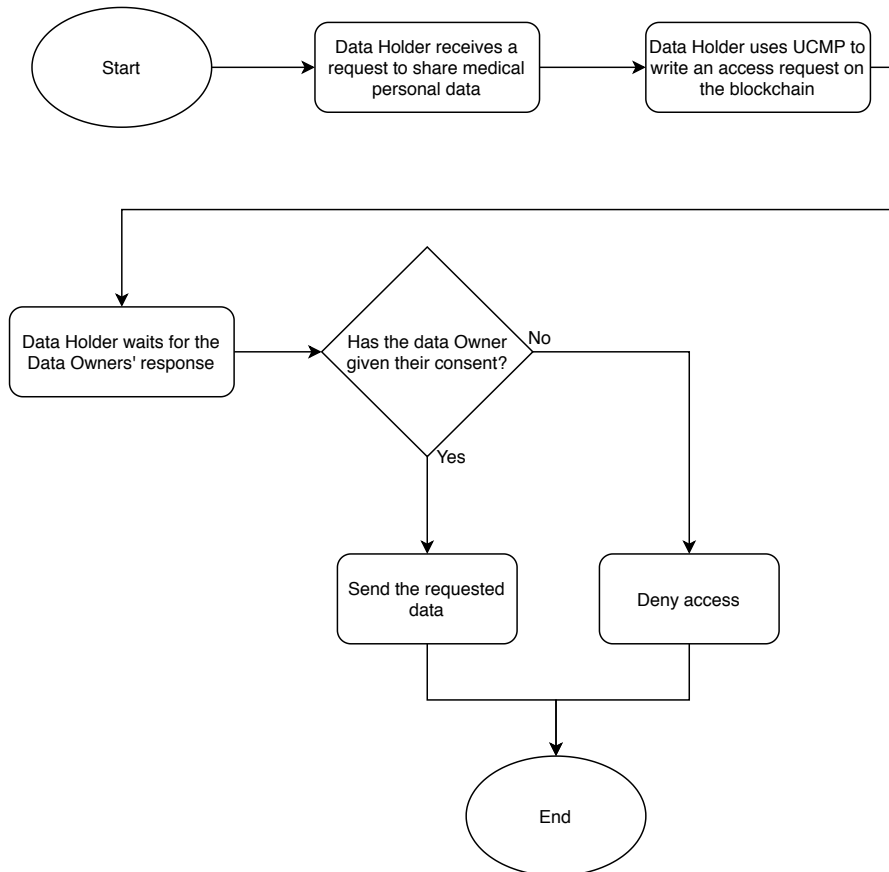 Start
Data Holder receives a
request to share medical
personal data
Data Holder uses UCMP to
write an access request on
the blockchain
Data Holder waits for the
Data Owners' response
Has the data Owner
given their consent?
No
Yes
Send the requested
data
Deny access
End